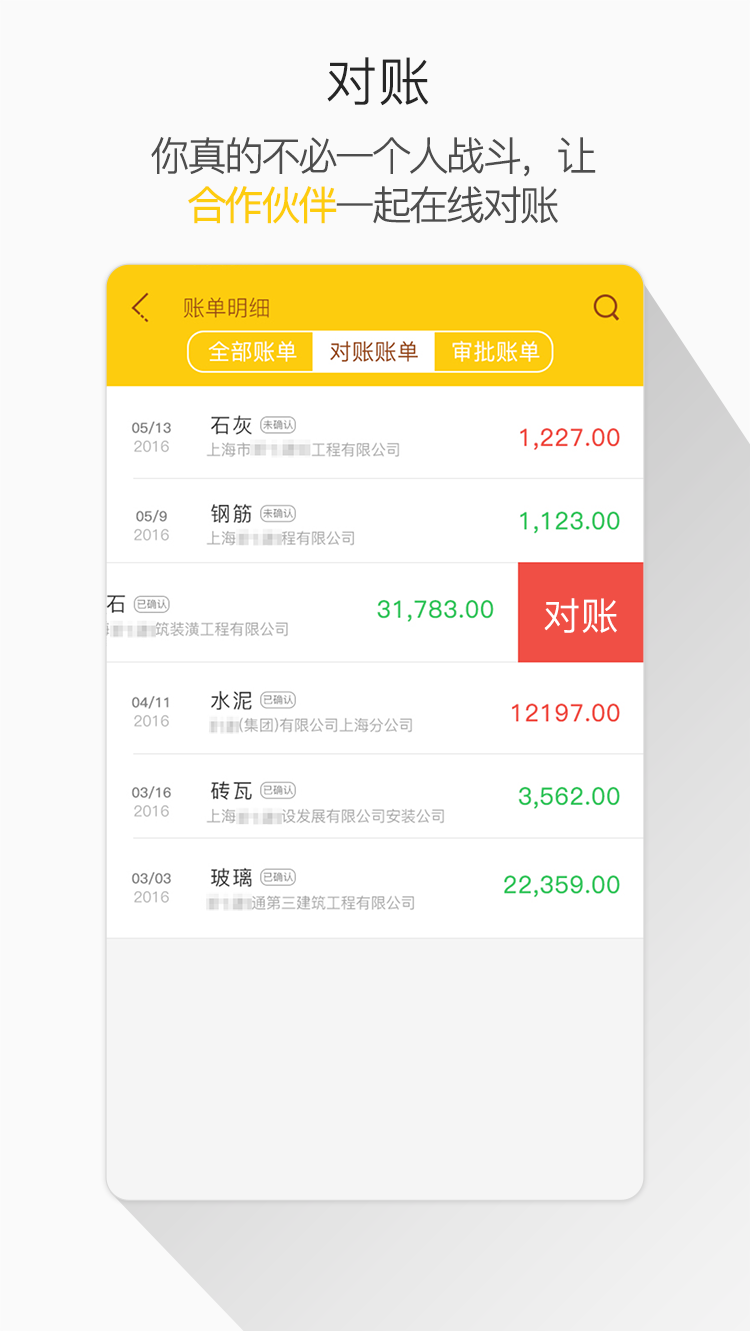 对账
你真的不必一个人战斗，让
合作伙伴一起在线对账
账单明细
全部账单 对账账单 审批账单
05/13 石灰 未确认 1,227.00
2016 上海市 工程有限公司
05/9 钢筋 未确认 1,123.00
2016 上海 程有限公司
石 已确认 31,783.00 对账
筑装潢工程有限公司
04/11 水泥 已确认 12197.00
2016 (集团)有限公司上海分公司
03/16 砖瓦 已确认 3,562.00
2016 上海 设发展有限公司安装公司
03/03 玻璃 已确认 22,359.00
2016 通第三建筑工程有限公司